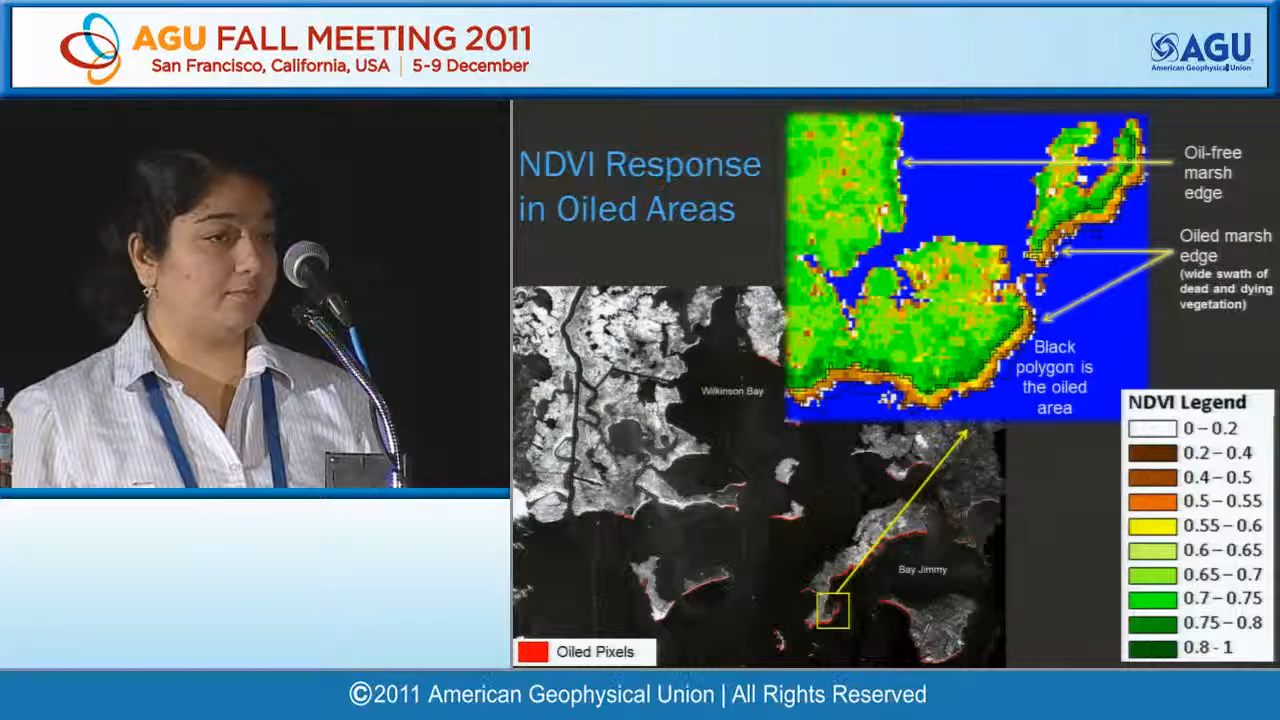 AGU FALL MEETING 2011
San Francisco, California, USA | 5-9 December
AGU
American Geophysical Union
NDVI Response
in Oiled Areas
Oil-free
marsh
edge
Oiled marsh
edge
(wide swath of
dead and dying
vegetation)
Black
polygon is
the oiled
area
Wilkinson Bay
Bay Jimmy
Oiled Pixels
NDVI Legend
0 – 0.2
0.2 – 0.4
0.4 – 0.5
0.5 – 0.55
0.55 – 0.6
0.6 – 0.65
0.65 – 0.7
0.7 – 0.75
0.75 – 0.8
0.8 - 1
©2011 American Geophysical Union | All Rights Reserved